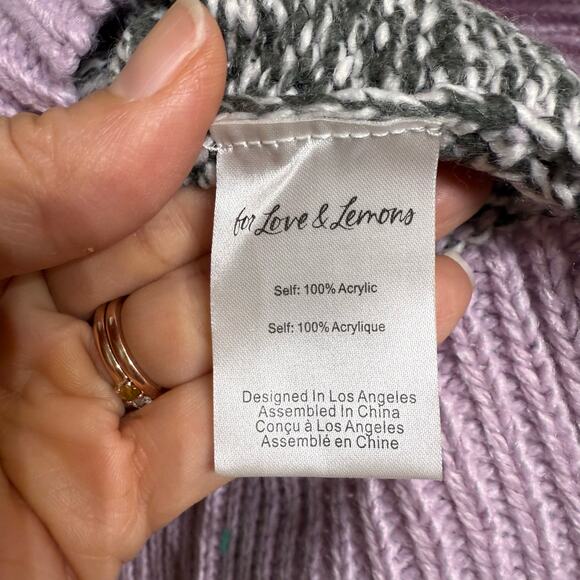 for Love & Lemons
Self: 100% Acrylic
Self: 100% Acrylique
Designed In Los Angeles
Assembled In China
Conçu à Los Angeles
Assemblé en Chine